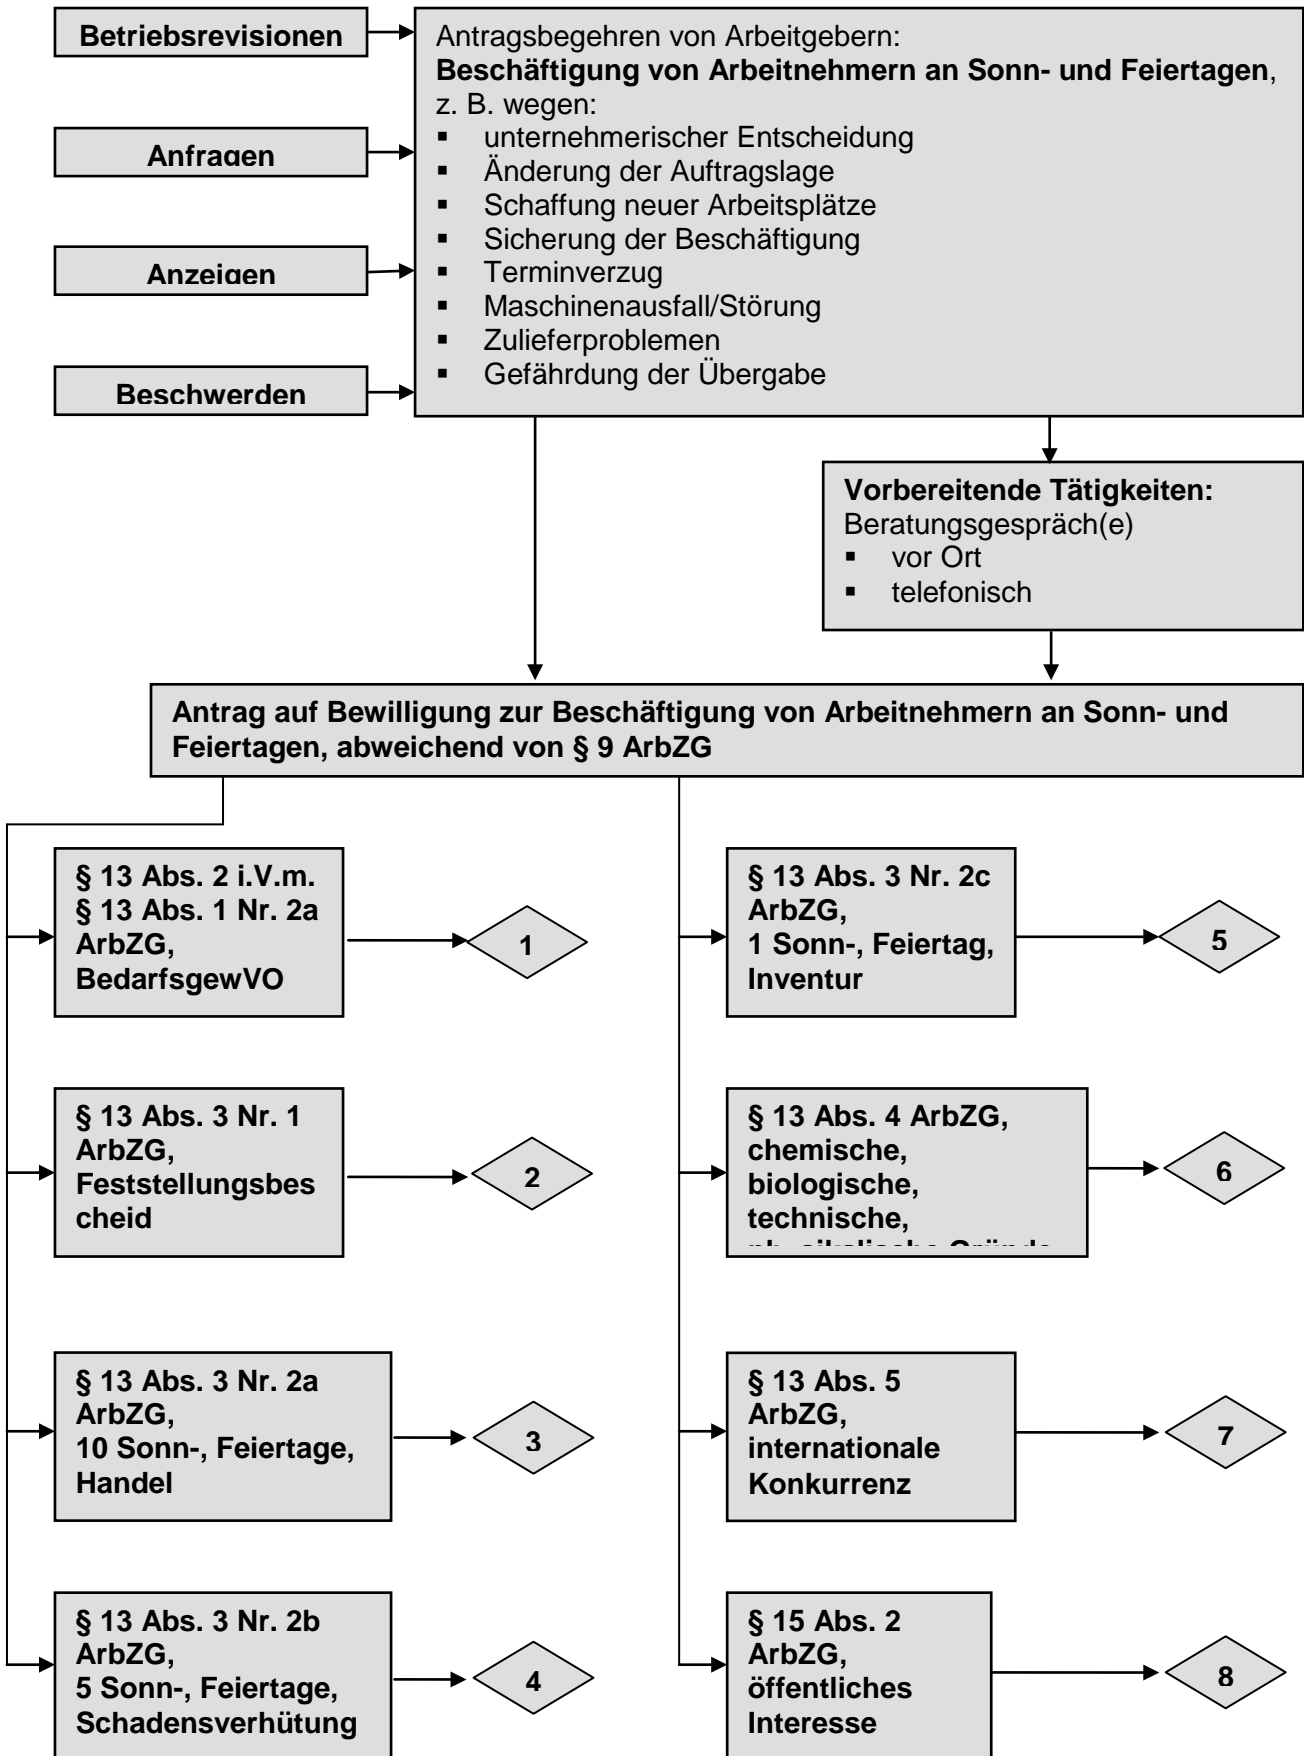 Betriebsrevisionen
Anfragen
Anzeigen
Beschwerden
Antragsbegehren von Arbeitgebern:
Beschäftigung von Arbeitnehmern an Sonn- und Feiertagen,
z. B. wegen:
▪ unternehmerischer Entscheidung
▪ Änderung der Auftragslage
▪ Schaffung neuer Arbeitsplätze
▪ Sicherung der Beschäftigung
▪ Terminverzug
▪ Maschinenausfall/Störung
▪ Zulieferproblemen
▪ Gefährdung der Übergabe
Vorbereitende Tätigkeiten:
Beratungsgespräch(e)
▪ vor Ort
▪ telefonisch
Antrag auf Bewilligung zur Beschäftigung von Arbeitnehmern an Sonn- und
Feiertagen, abweichend von § 9 ArbZG
§ 13 Abs. 2 i.V.m.
§ 13 Abs. 1 Nr. 2a
ArbZG,
BedarfsgewVO
1
§ 13 Abs. 3 Nr. 1
ArbZG,
Feststellungsbes
cheid
2
§ 13 Abs. 3 Nr. 2a
ArbZG,
10 Sonn-, Feiertage,
Handel
3
§ 13 Abs. 3 Nr. 2b
ArbZG,
5 Sonn-, Feiertage,
Schadensverhütung
4
§ 13 Abs. 3 Nr. 2c
ArbZG,
1 Sonn-, Feiertag,
Inventur
5
§ 13 Abs. 4 ArbZG,
chemische,
biologische,
technische,
physikalische Gründe
6
§ 13 Abs. 5
ArbZG,
internationale
Konkurrenz
7
§ 15 Abs. 2
ArbZG,
öffentliches
Interesse
8